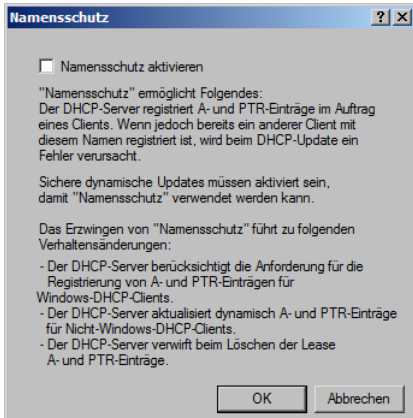 Namensschutz
Namensschutz aktivieren
"Namensschutz" ermöglicht Folgendes:
Der DHCP-Server registriert A- und PTR-Einträge im Auftrag
eines Clients. Wenn jedoch bereits ein anderer Client mit
diesem Namen registriert ist, wird beim DHCP-Update ein
Fehler verursacht.
Sichere dynamische Updates müssen aktiviert sein,
damit "Namensschutz" verwendet werden kann.
Das Erzwingen von "Namensschutz" führt zu folgenden
Verhaltensänderungen:
- Der DHCP-Server berücksichtigt die Anforderung für die
Registrierung von A- und PTR-Einträgen für
Windows-DHCP-Clients.
- Der DHCP-Server aktualisiert dynamisch A- und PTR-Einträge
für Nicht-Windows-DHCP-Clients.
- Der DHCP-Server verwirft beim Löschen der Lease
A- und PTR-Einträge.
OK Abbrechen